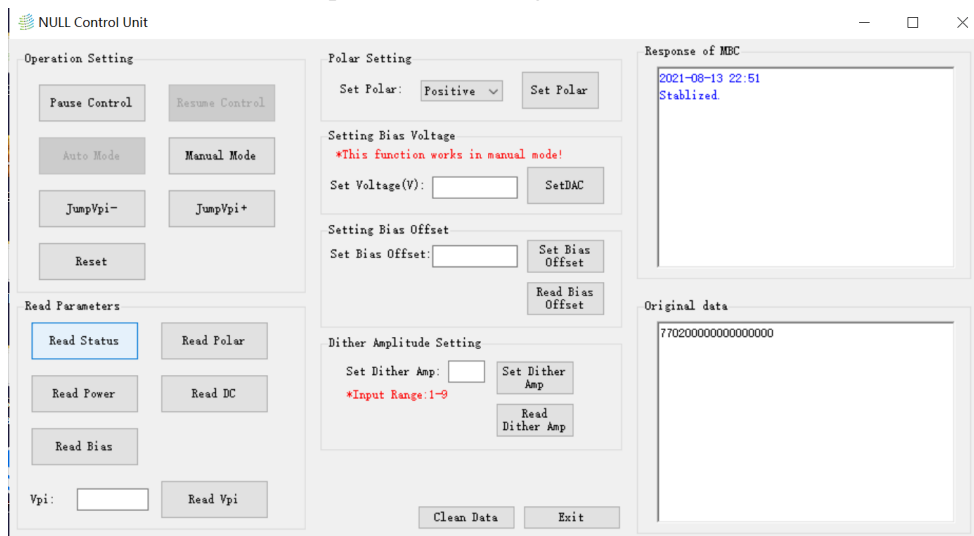 NULL Control Unit
Operation Setting
Pause Control
Resume Control
Auto Mode
Manual Mode
JumpVpi-
JumpVpi+
Reset
Read Parameters
Read Status
Read Polar
Read Power
Read DC
Read Bias
Vpi:
Read Vpi
Polar Setting
Set Polar:
Positive
Set Polar
Setting Bias Voltage
*This function works in manual mode!
Set Voltage(V):
SetDAC
Setting Bias Offset
Set Bias Offset:
Set Bias
Offset
Read Bias
Offset
Dither Amplitude Setting
Set Dither Amp:
Set Dither
Amp
*Input Range:1-9
Read
Dither Amp
Clean Data
Exit
Response of MBC
2021-08-13 22:51
Stablized.
Original data
770200000000000000